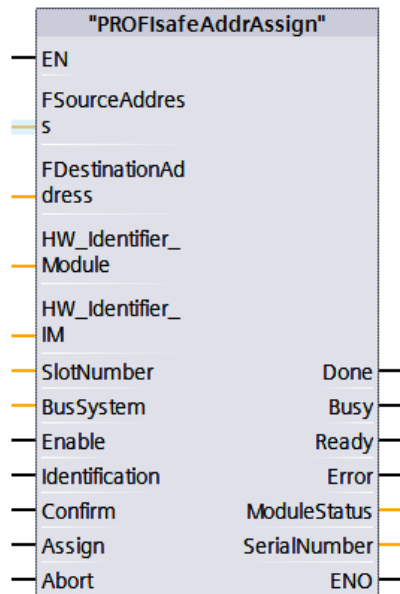 "PROFIsafeAddrAssign"
EN
FSourceAddres
s
FDestinationAd
dress
HW_Identifier_
Module
HW_Identifier_
IM
SlotNumber Done
BusSystem Busy
Enable Ready
Identification Error
Confirm ModuleStatus
Assign SerialNumber
Abort ENO